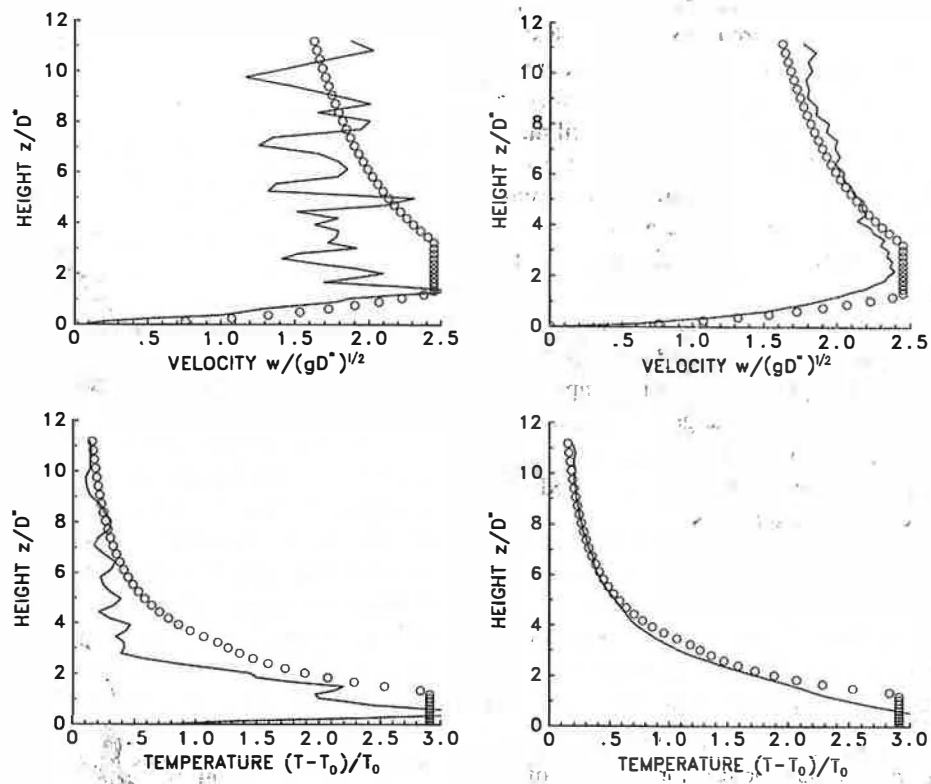 12
10
8
6
4
2
0
HEIGHT z/D*
0 .5 1.0 1.5 2.0 2.5
VELOCITY w/(gD*)1/2
12
10
8
6
4
2
0
HEIGHT z/D*
0 .5 1.0 1.5 2.0 2.5
VELOCITY w/(gD*)1/2
12
10
8
6
4
2
0
HEIGHT z/D*
0 .5 1.0 1.5 2.0 2.5 3.0
TEMPERATURE (T-T0)/T0
12
10
8
6
4
2
0
HEIGHT z/D*
0 .5 1.0 1.5 2.0 2.5 3.0
TEMPERATURE (T-T0)/T0